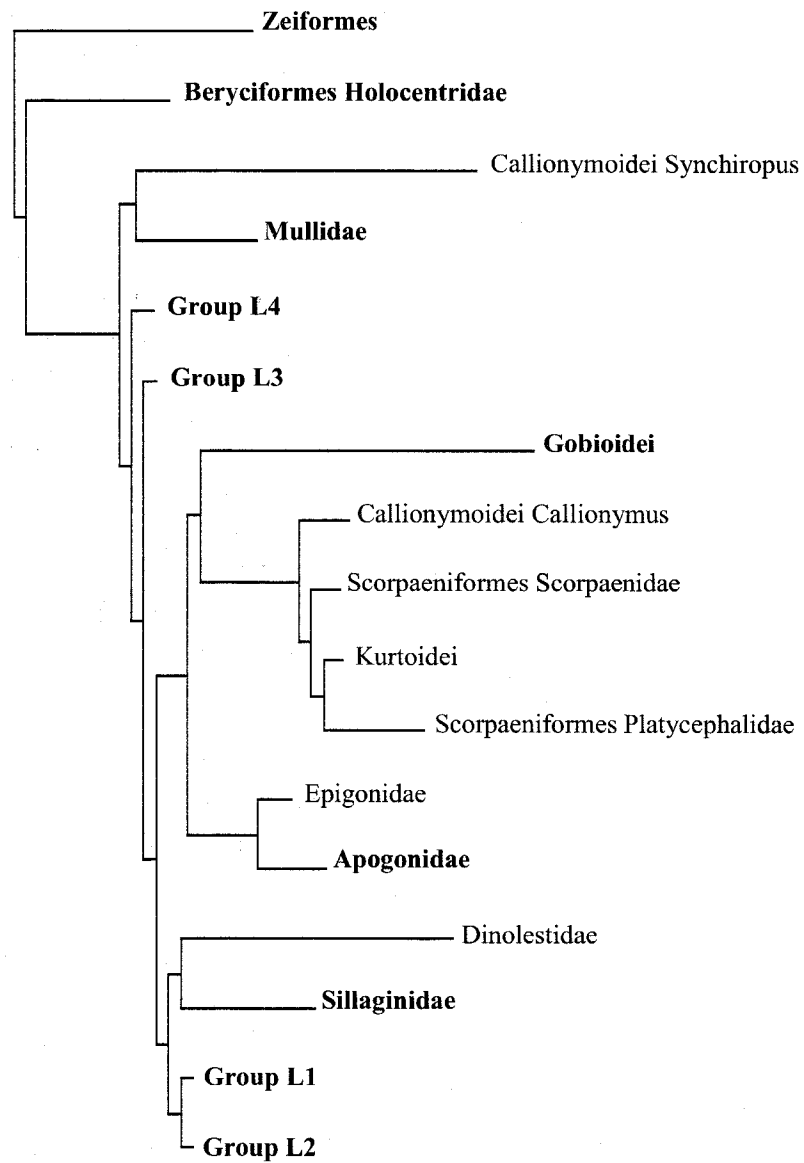 Zeiformes
Beryciformes Holocentridae
Callionymoidei Synchiropus
Mullidae
Group L4
Group L3
Gobioidei
Callionymoidei Callionymus
Scorpaeniformes Scorpaenidae
Kurtoidei
Scorpaeniformes Platycephalidae
Epigonidae
Apogonidae
Dinolestidae
Sillaginidae
Group L1
Group L2